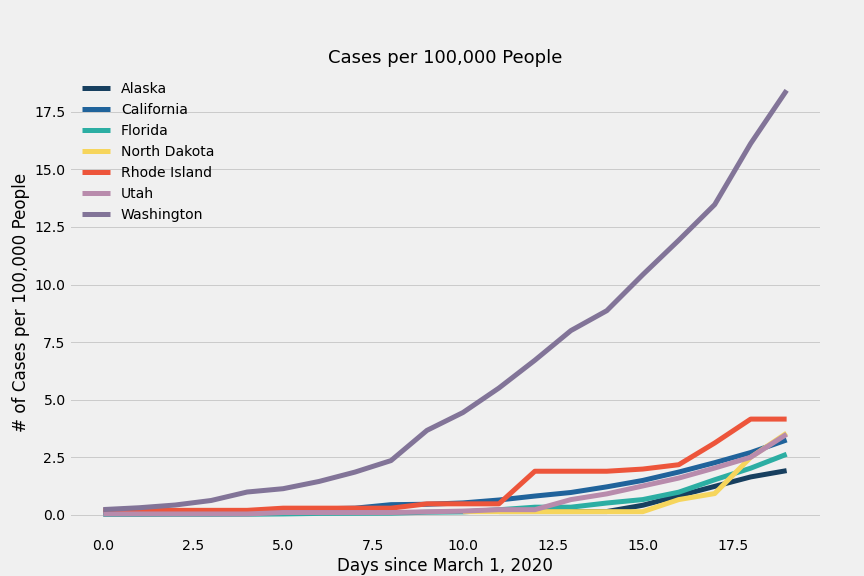 Cases per 100,000 People
Alaska
California
Florida
North Dakota
Rhode Island
Utah
Washington
# of Cases per 100,000 People
17.5
15.0
12.5
10.0
7.5
5.0
2.5
0.0
0.0 2.5 5.0 7.5 10.0 12.5 15.0 17.5
Days since March 1, 2020